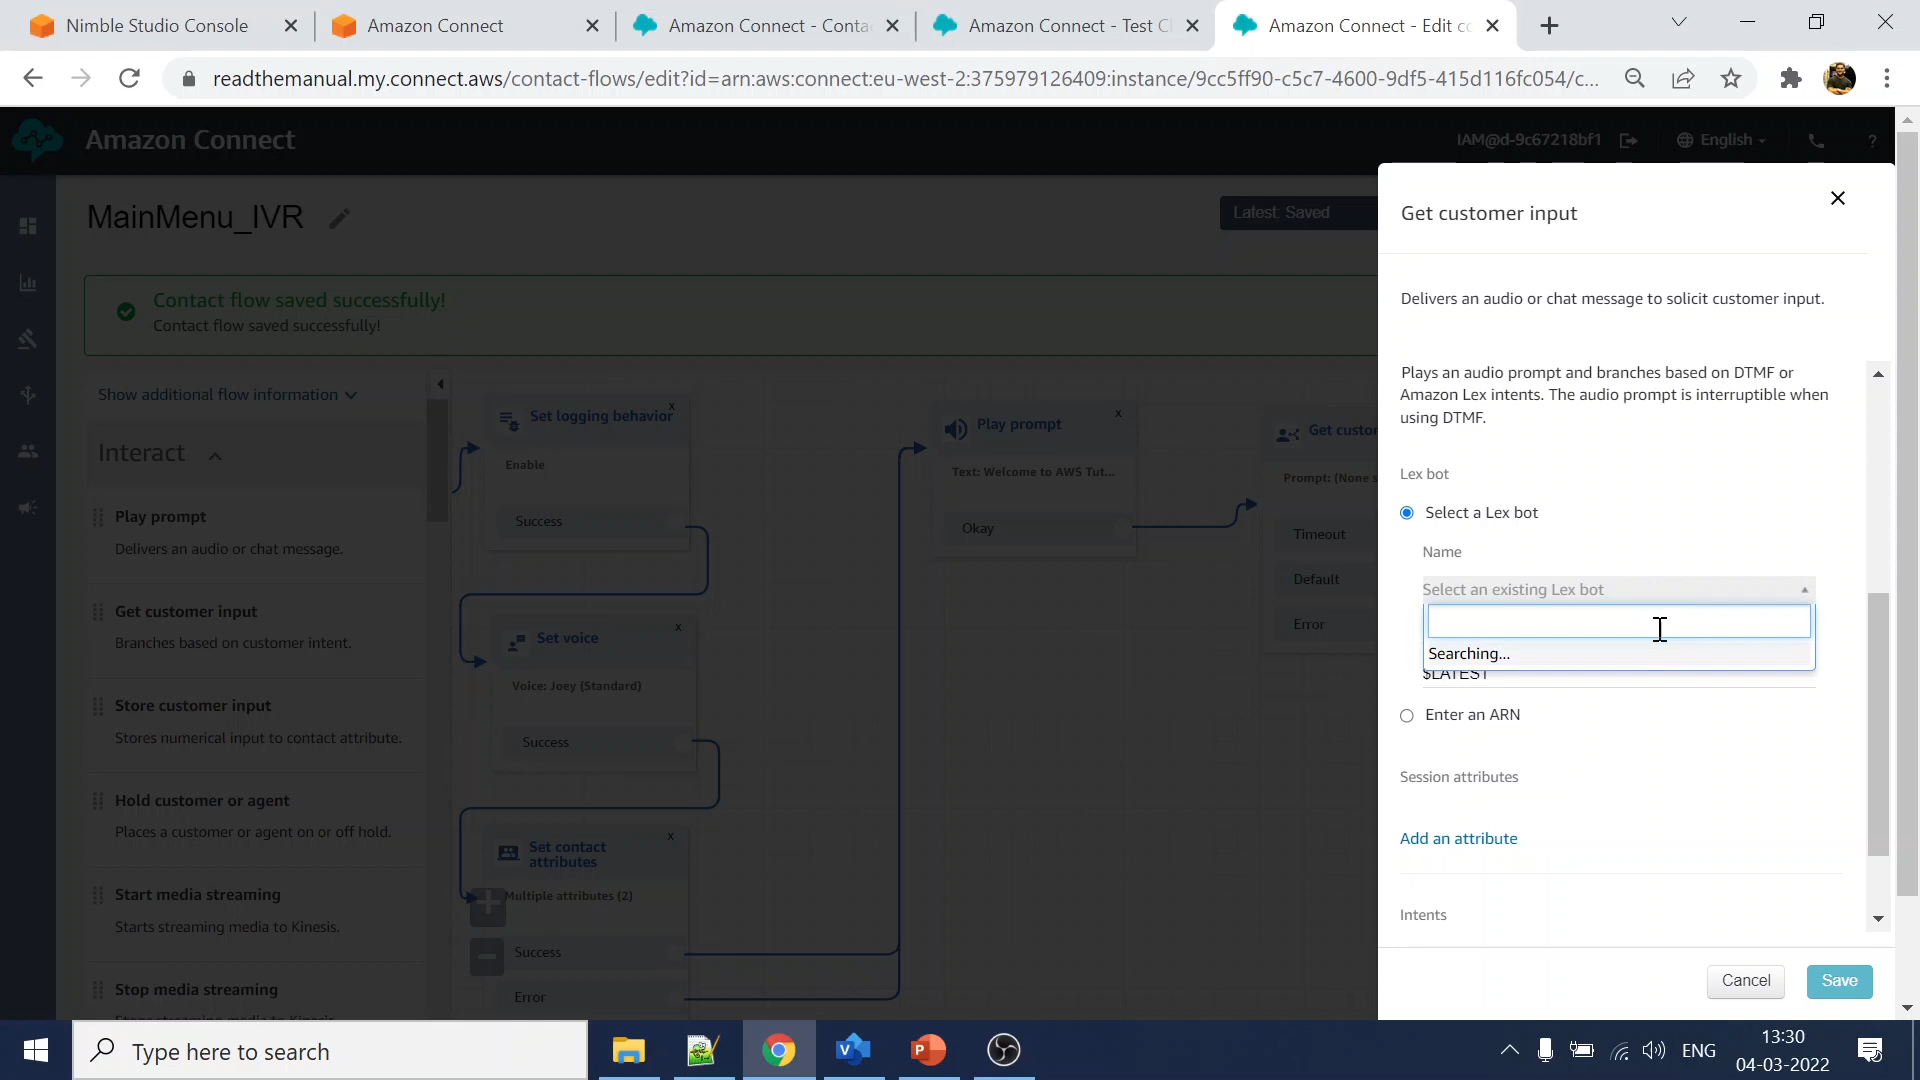 Nimble Studio Console
Amazon Connect
Amazon Connect - Conta
Amazon Connect - Test C
Amazon Connect - Edit co
readthemanual.my.connect.aws/contact-flows/edit?id=arn:aws:connect:eu-west-2:375979126409:instance/9cc5ff90-c5c7-4600-9df5-415d116fc054/c...
Amazon Connect
IAM@d-9c67218bf1
English
?
MainMenu_IVR
Latest: Saved
Contact flow saved successfully!
Contact flow saved successfully!
Show additional flow information
Interact
Play prompt
Delivers an audio or chat message.
Get customer input
Branches based on customer intent.
Store customer input
Stores numerical input to contact attribute.
Hold customer or agent
Places a customer or agent on or off hold.
Start media streaming
Starts streaming media to Kinesis.
Stop media streaming
Set logging behavior
x
Enable
Success
Set voice
x
Voice: Joey (Standard)
Success
Set contact
attributes
x
Multiple attributes (2)
Success
Error
Play prompt
x
Text: Welcome to AWS Tut...
Okay
Get custor
Prompt: (None s
Timeout
Default
Error
Get customer input
Delivers an audio or chat message to solicit customer input.
Plays an audio prompt and branches based on DTMF or
Amazon Lex intents. The audio prompt is interruptible when
using DTMF.
Lex bot
Select a Lex bot
Name
Select an existing Lex bot
Searching...
$LATEST
Enter an ARN
Session attributes
Add an attribute
Intents
Cancel
Save
Type here to search
ENG
13:30
04-03-2022